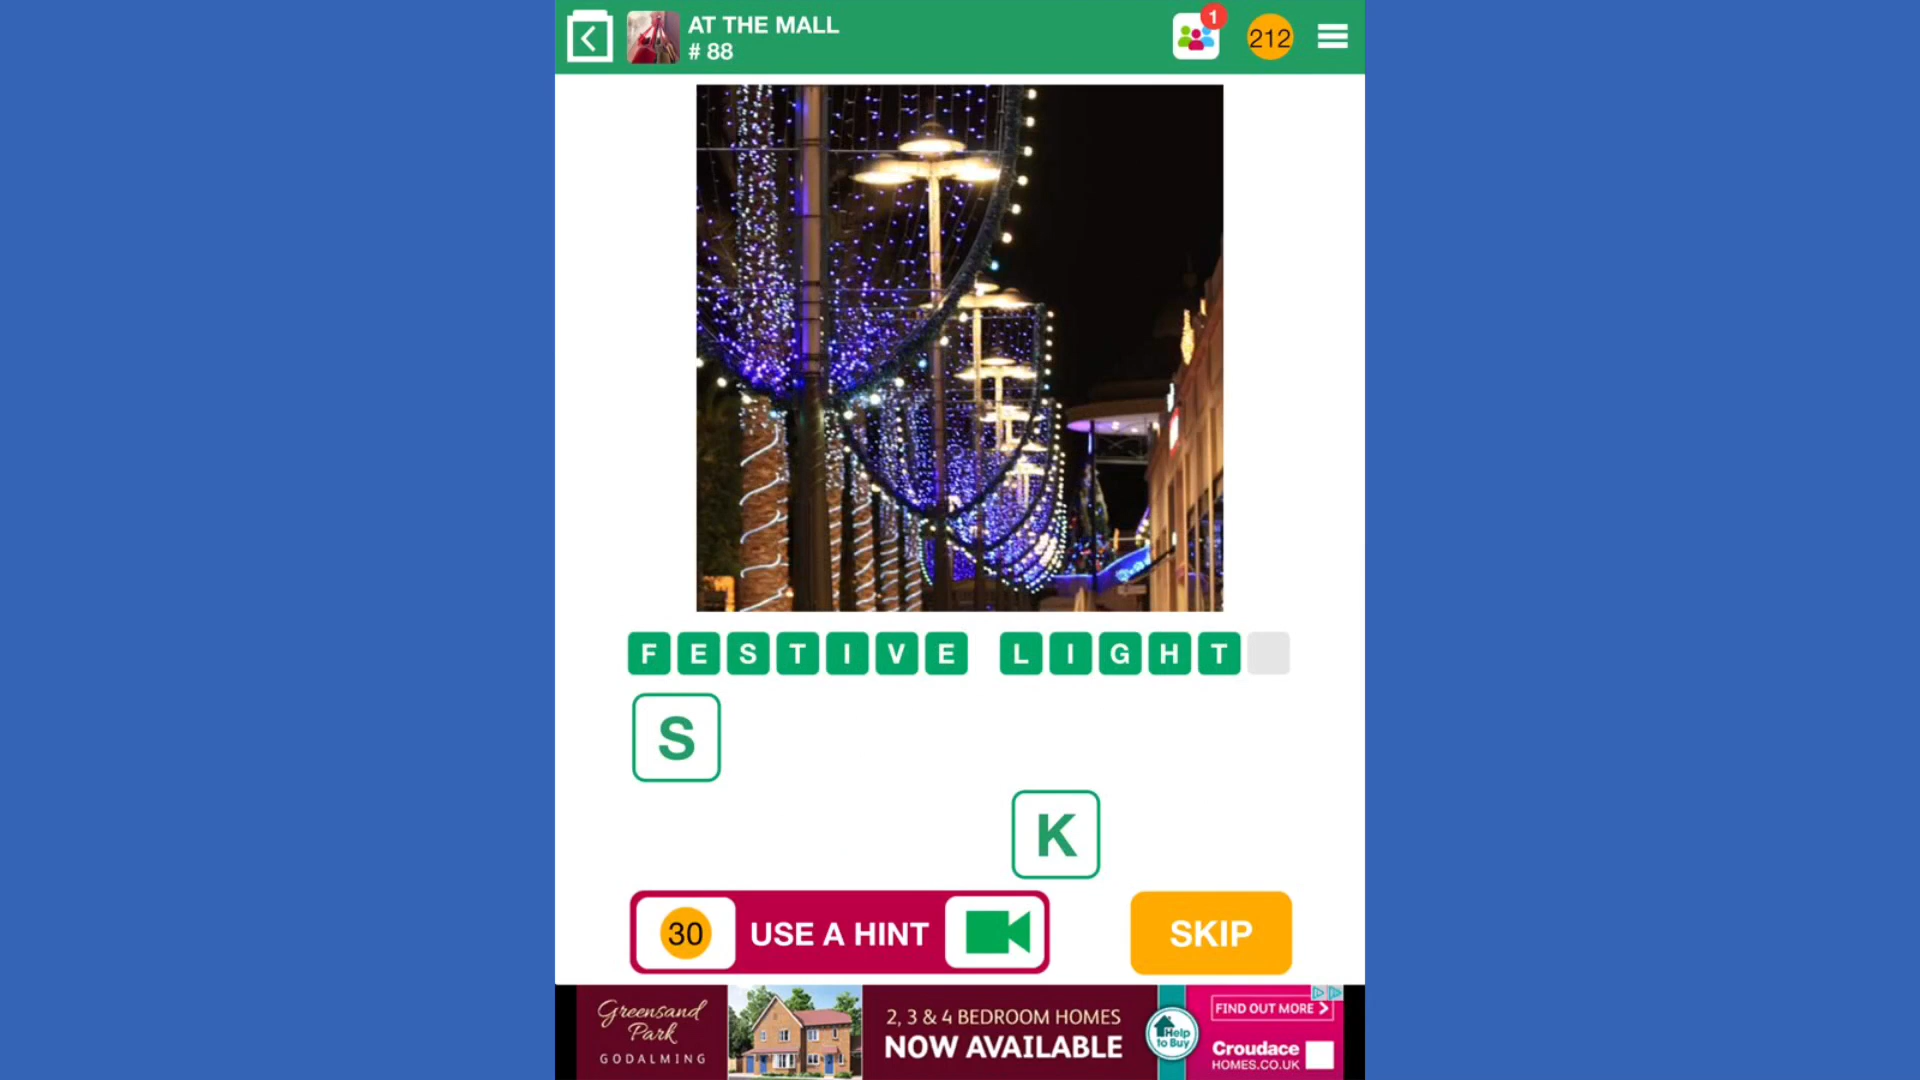 AT THE MALL
# 88
1
212
FESTIVE LIGHT
S
K
30 USE A HINT
SKIP
Greensand
Park
GODALMING
2, 3 & 4 BEDROOM HOMES
NOW AVAILABLE
Help
to Buy
FIND OUT MORE
Croudace
HOMES.CO.UK